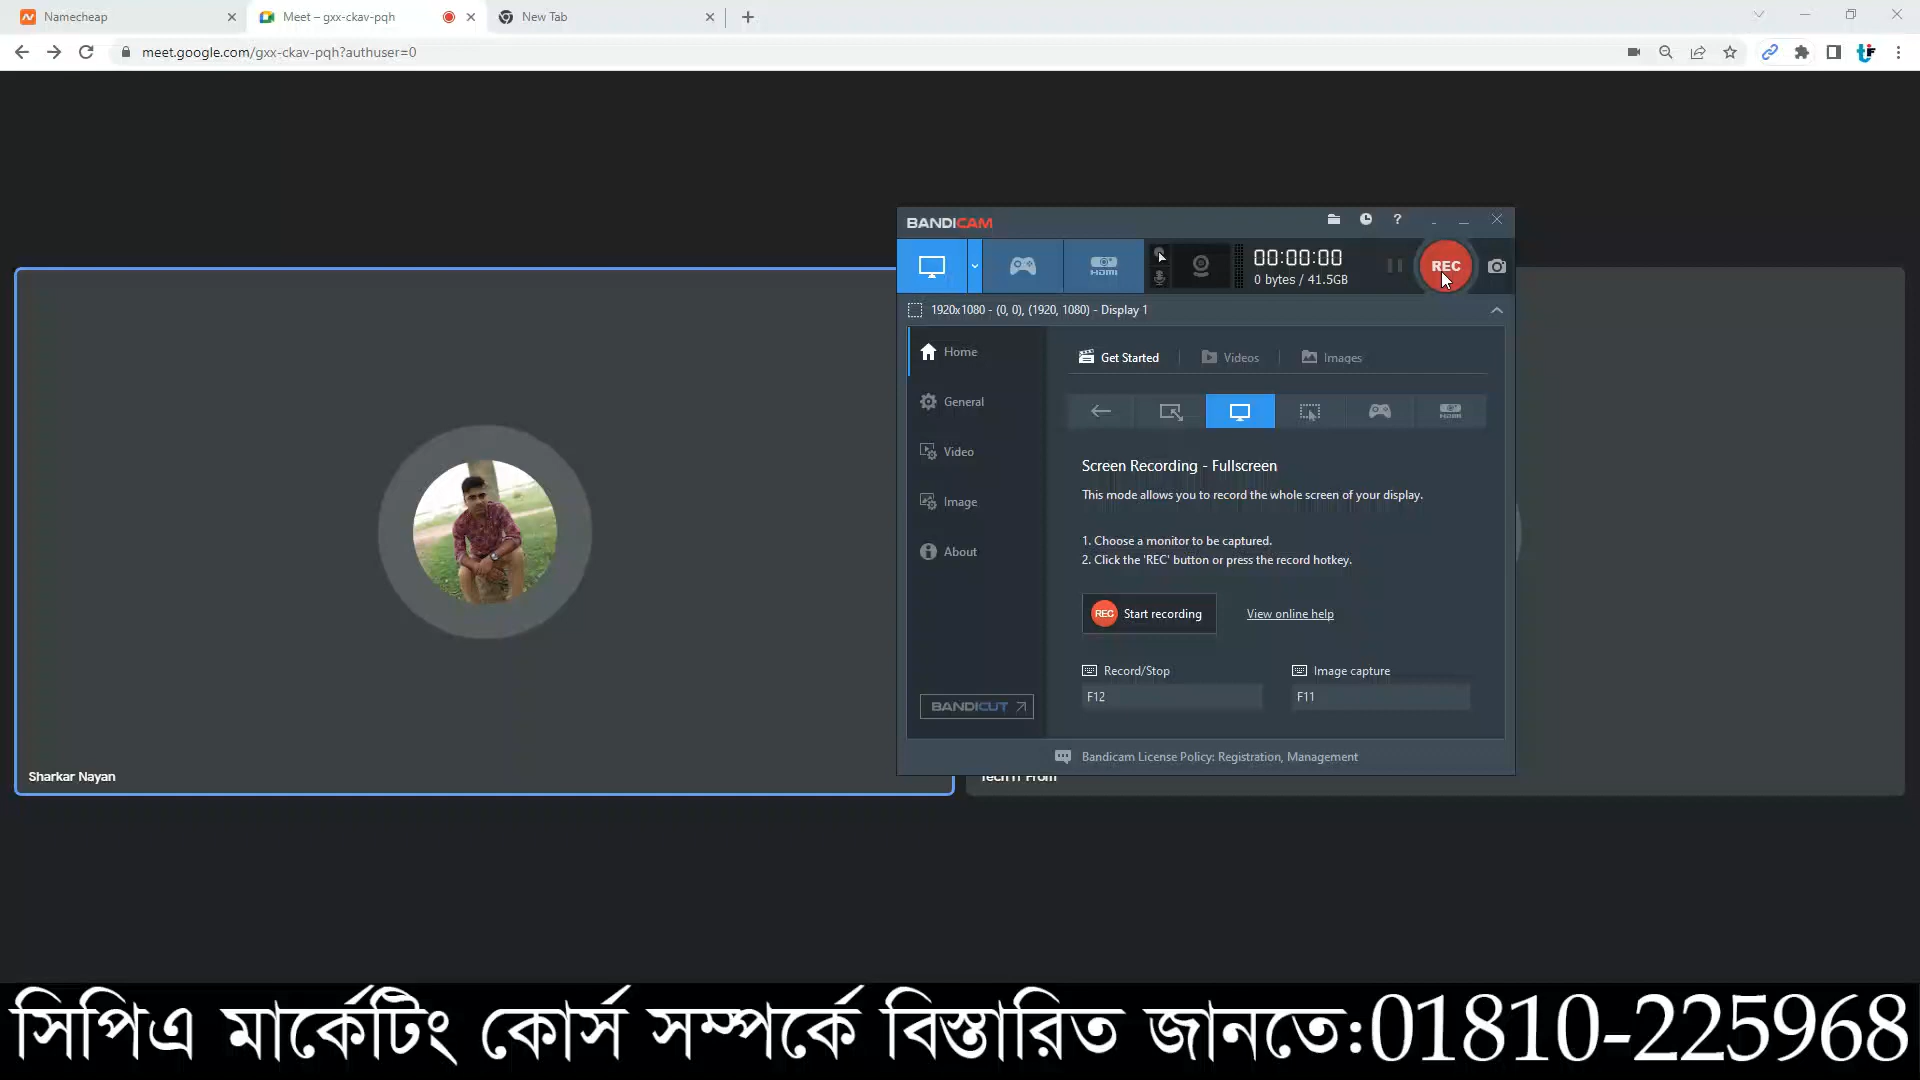 Namecheap
Meet – gxx-ckav-pqh
New Tab
meet.google.com/gxx-ckav-pqh?authuser=0
BANDICAM
HDMI
00:00:00
0 bytes / 41.5GB
REC
1920x1080 - (0, 0), (1920, 1080) - Display 1
Home
General
Video
Image
About
BANDICUT
Get Started
Videos
Images
HDMI
Screen Recording - Fullscreen
This mode allows you to record the whole screen of your display.
1. Choose a monitor to be captured.
2. Click the 'REC' button or press the record hotkey.
REC Start recording
View online help
Record/Stop
Image capture
F12
F11
Bandicam License Policy: Registration, Management
Sharkar Nayan
Tech IT From
সিপিএ মার্কেটিং কোর্স সম্পর্কে বিস্তারিত জানতে:01810-225968